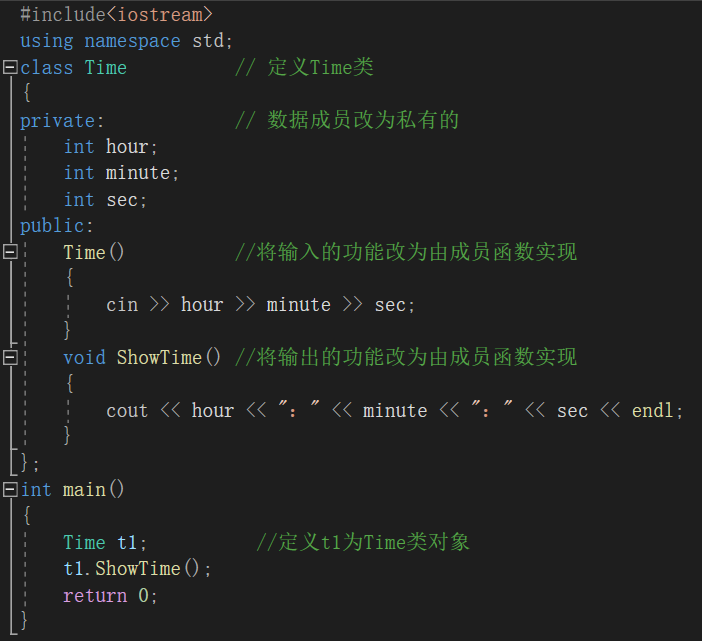 #include<iostream>
using namespace std;
class Time // 定义Time类
{
private: // 数据成员改为私有的
int hour;
int minute;
int sec;
public:
Time() //将输入的功能改为由成员函数实现
{
cin >> hour >> minute >> sec;
}
void ShowTime() //将输出的功能改为由成员函数实现
{
cout << hour << "：" << minute << "：" << sec << endl;
}
};
int main()
{
Time t1; //定义t1为Time类对象
t1.ShowTime();
return 0;
}